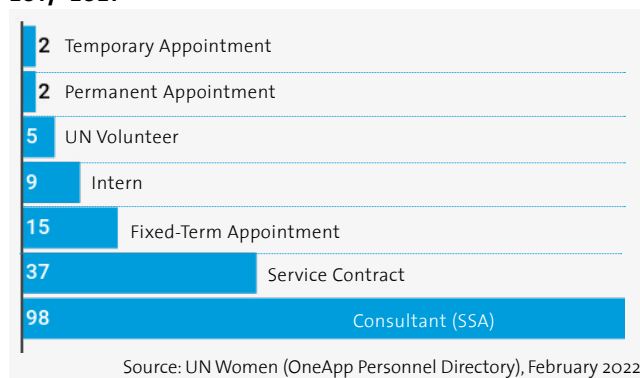 2 Temporary Appointment
2 Permanent Appointment
5 UN Volunteer
9 Intern
15 Fixed-Term Appointment
37 Service Contract
98 Consultant (SSA)
Source: UN Women (OneApp Personnel Directory), February 2022